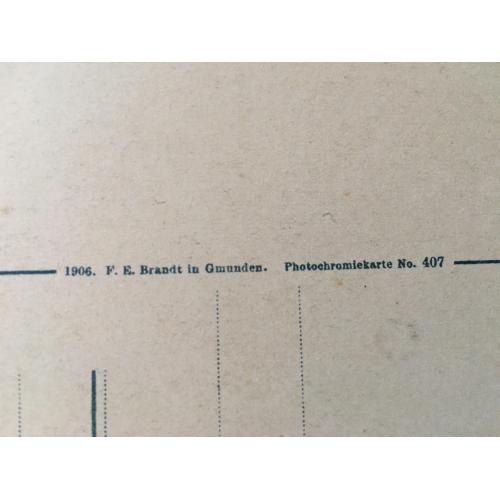 1906. F. E. Brandt in Gmunden. Photochromiekarte No. 407